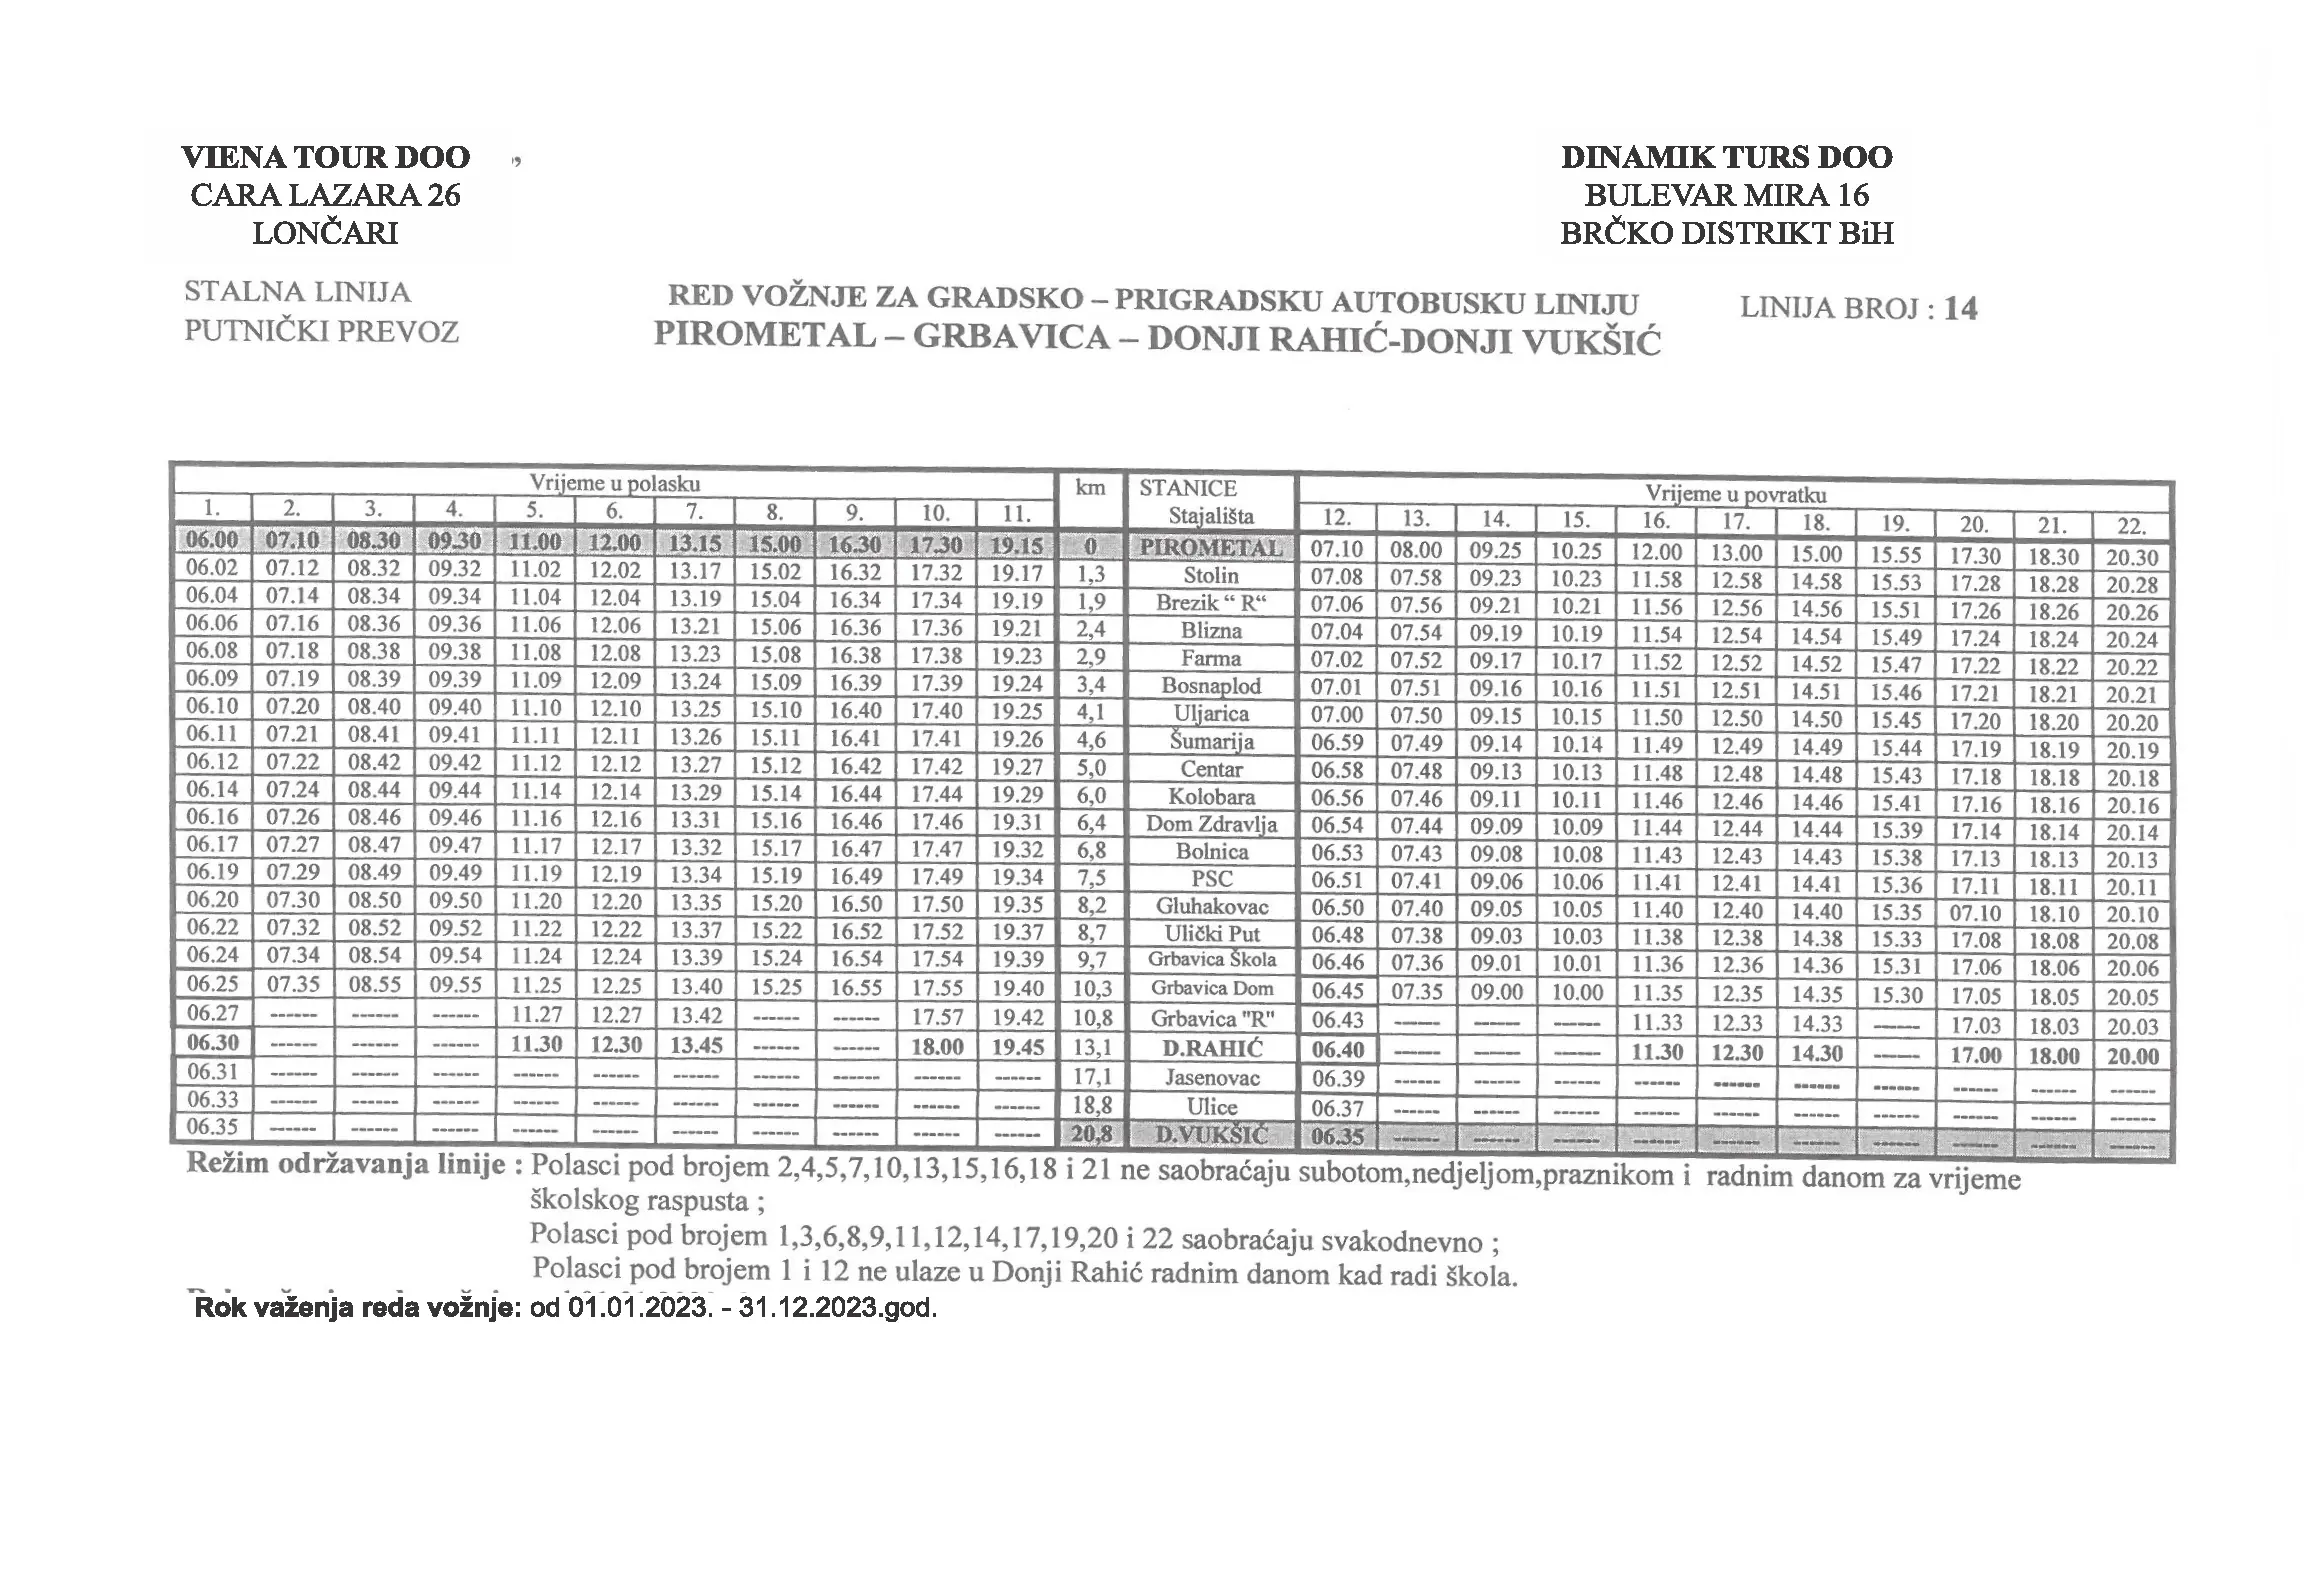 VIENA TOUR DOO
CARA LAZARA 26
LONČARI
DINAMIK TURS DOO
BULEVAR MIRA 16
BRČKO DISTRIKT BiH
STALNA LINIJA
PUTNIČKI PREVOZ
RED VOŽNJE ZA GRADSKO – PRIGRADSKU AUTOBUSKU LINIJU
PIROMETAL – GRBAVICA – DONJI RAHIĆ-DONJI VUKŠIĆ
LINIJA BROJ : 14
Vrijeme u polasku km STANICE Vrijeme u povratku
1. 2. 3. 4. 5. 6. 7. 8. 9. 10. 11. Stajališta 12. 13. 14. 15. 16. 17. 18. 19. 20. 21. 22.
06.00 07.10 08.30 09.30 11.00 12.00 13.15 15.00 16.30 17.30 19.15 0 PIROMETAL 07.10 08.00 09.25 10.25 12.00 13.00 15.00 15.55 17.30 18.30 20.30
06.02 07.12 08.32 09.32 11.02 12.02 13.17 15.02 16.32 17.32 19.17 1,3 Stolin 07.08 07.58 09.23 10.23 11.58 12.58 14.58 15.53 17.28 18.28 20.28
06.04 07.14 08.34 09.34 11.04 12.04 13.19 15.04 16.34 17.34 19.19 1,9 Brezik “ R“ 07.06 07.56 09.21 10.21 11.56 12.56 14.56 15.51 17.26 18.26 20.26
06.06 07.16 08.36 09.36 11.06 12.06 13.21 15.06 16.36 17.36 19.21 2,4 Blizna 07.04 07.54 09.19 10.19 11.54 12.54 14.54 15.49 17.24 18.24 20.24
06.08 07.18 08.38 09.38 11.08 12.08 13.23 15.08 16.38 17.38 19.23 2,9 Farma 07.02 07.52 09.17 10.17 11.52 12.52 14.52 15.47 17.22 18.22 20.22
06.09 07.19 08.39 09.39 11.09 12.09 13.24 15.09 16.39 17.39 19.24 3,4 Bosnaplod 07.01 07.51 09.16 10.16 11.51 12.51 14.51 15.46 17.21 18.21 20.21
06.10 07.20 08.40 09.40 11.10 12.10 13.25 15.10 16.40 17.40 19.25 4,1 Uljarica 07.00 07.50 09.15 10.15 11.50 12.50 14.50 15.45 17.20 18.20 20.20
06.11 07.21 08.41 09.41 11.11 12.11 13.26 15.11 16.41 17.41 19.26 4,6 Šumarija 06.59 07.49 09.14 10.14 11.49 12.49 14.49 15.44 17.19 18.19 20.19
06.12 07.22 08.42 09.42 11.12 12.12 13.27 15.12 16.42 17.42 19.27 5,0 Centar 06.58 07.48 09.13 10.13 11.48 12.48 14.48 15.43 17.18 18.18 20.18
06.14 07.24 08.44 09.44 11.14 12.14 13.29 15.14 16.44 17.44 19.29 6,0 Kolobara 06.56 07.46 09.11 10.11 11.46 12.46 14.46 15.41 17.16 18.16 20.16
06.16 07.26 08.46 09.46 11.16 12.16 13.31 15.16 16.46 17.46 19.31 6,4 Dom Zdravlja 06.54 07.44 09.09 10.09 11.44 12.44 14.44 15.39 17.14 18.14 20.14
06.17 07.27 08.47 09.47 11.17 12.17 13.32 15.17 16.47 17.47 19.32 6,8 Bolnica 06.53 07.43 09.08 10.08 11.43 12.43 14.43 15.38 17.13 18.13 20.13
06.19 07.29 08.49 09.49 11.19 12.19 13.34 15.19 16.49 17.49 19.34 7,5 PSC 06.51 07.41 09.06 10.06 11.41 12.41 14.41 15.36 17.11 18.11 20.11
06.20 07.30 08.50 09.50 11.20 12.20 13.35 15.20 16.50 17.50 19.35 8,2 Gluhakovac 06.50 07.40 09.05 10.05 11.40 12.40 14.40 15.35 07.10 18.10 20.10
06.22 07.32 08.52 09.52 11.22 12.22 13.37 15.22 16.52 17.52 19.37 8,7 Ulički Put 06.48 07.38 09.03 10.03 11.38 12.38 14.38 15.33 17.08 18.08 20.08
06.24 07.34 08.54 09.54 11.24 12.24 13.39 15.24 16.54 17.54 19.39 9,7 Grbavica Škola 06.46 07.36 09.01 10.01 11.36 12.36 14.36 15.31 17.06 18.06 20.06
06.25 07.35 08.55 09.55 11.25 12.25 13.40 15.25 16.55 17.55 19.40 10,3 Grbavica Dom 06.45 07.35 09.00 10.00 11.35 12.35 14.35 15.30 17.05 18.05 20.05
06.27 ------ ------ ------ 11.27 12.27 13.42 ------ ------ 17.57 19.42 10,8 Grbavica "R" 06.43 ------ ------ ------ 11.33 12.33 14.33 ------ 17.03 18.03 20.03
06.30 ------ ------ ------ 11.30 12.30 13.45 ------ ------ 18.00 19.45 13,1 D.RAHIĆ 06.40 ------ ------ ------ 11.30 12.30 14.30 ------ 17.00 18.00 20.00
06.31 ------ ------ ------ ------ ------ ------ ------ ------ ------ ------ 17,1 Jasenovac 06.39 ------ ------ ------ ------ ------ ------ ------ ------ ------ ------
06.33 ------ ------ ------ ------ ------ ------ ------ ------ ------ ------ 18,8 Ulice 06.37 ------ ------ ------ ------ ------ ------ ------ ------ ------ ------
06.35 ------ ------ ------ ------ ------ ------ ------ ------ ------ ------ 20,8 D.VUKŠIĆ 06.35 ------ ------ ------ ------ ------ ------ ------ ------ ------ ------
Režim održavanja linije : Polasci pod brojem 2,4,5,7,10,13,15,16,18 i 21 ne saobraćaju subotom,nedjeljom,praznikom i radnim danom za vrijeme
školskog raspusta ;
Polasci pod brojem 1,3,6,8,9,11,12,14,17,19,20 i 22 saobraćaju svakodnevno ;
Polasci pod brojem 1 i 12 ne ulaze u Donji Rahić radnim danom kad radi škola.
Rok važenja reda vožnje: od 01.01.2023. - 31.12.2023.god.